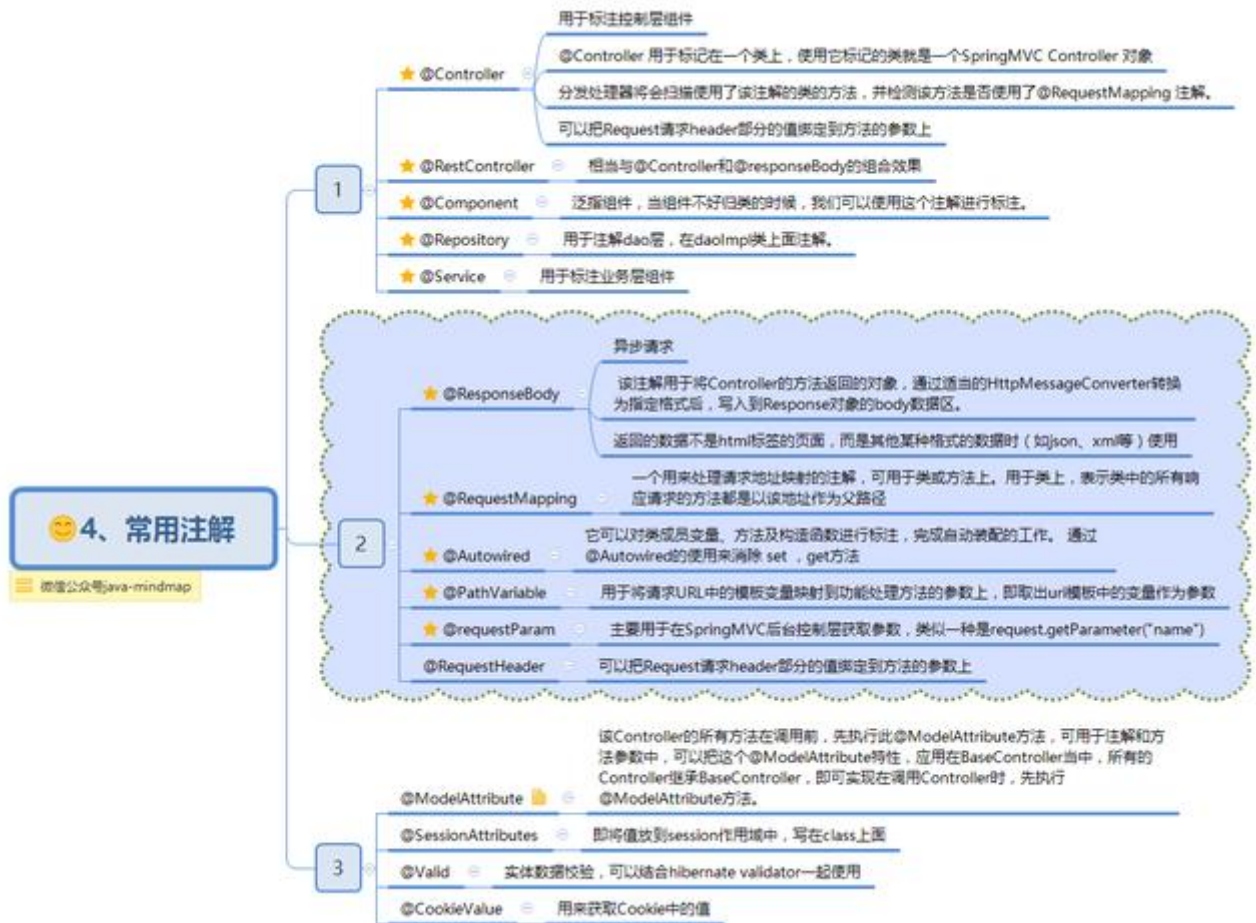 用于标注控制层组件
@Controller 用于标记在一个类上，使用它标记的类就是一个SpringMVC Controller 对象
@Controller
分发处理器将会扫描使用了该注解的类的方法，并检测该方法是否使用了@RequestMapping 注解。
可以把Request请求header部分的值绑定到方法的参数上
1
@RestController 相当与@Controller和@responseBody的组合效果
@Component 泛指组件，当组件不好归类的时候，我们可以使用这个注解进行标注。
@Repository 用于注解dao层，在daoImpl类上面注解。
@Service 用于标注业务层组件
异步请求
@ResponseBody
该注解用于将Controller的方法返回的对象，通过适当的HttpMessageConverter转换
为指定格式后，写入到Response对象的body数据区。
返回的数据不是html标签的页面，而是其他某种格式的数据时（如json、xml等）使用
@RequestMapping
一个用来处理请求地址映射的注解，可用于类或方法上。用于类上，表示类中的所有响
应请求的方法都是以该地址作为父路径
4、常用注解
微信公众号java-mindmap
2
@Autowired
它可以对类成员变量、方法及构造函数进行标注，完成自动装配的工作。 通过
@Autowired的使用来消除 set ，get方法
@PathVariable 用于将请求URL中的模板变量映射到功能处理方法的参数上，即取出uri模板中的变量作为参数
@requestParam 主要用于在SpringMVC后台控制层获取参数，类似一种是request.getParameter("name")
@RequestHeader 可以把Request请求header部分的值绑定到方法的参数上
该Controller的所有方法在调用前，先执行此@ModelAttribute方法，可用于注解和方
法参数中，可以把这个@ModelAttribute特性，应用在BaseController当中，所有的
Controller继承BaseController，即可实现在调用Controller时，先执行
@ModelAttribute方法。
@ModelAttribute
@SessionAttributes 即将值放到session作用域中，写在class上面
3
@Valid 实体数据校验，可以结合hibernate validator一起使用
@CookieValue 用来获取Cookie中的值